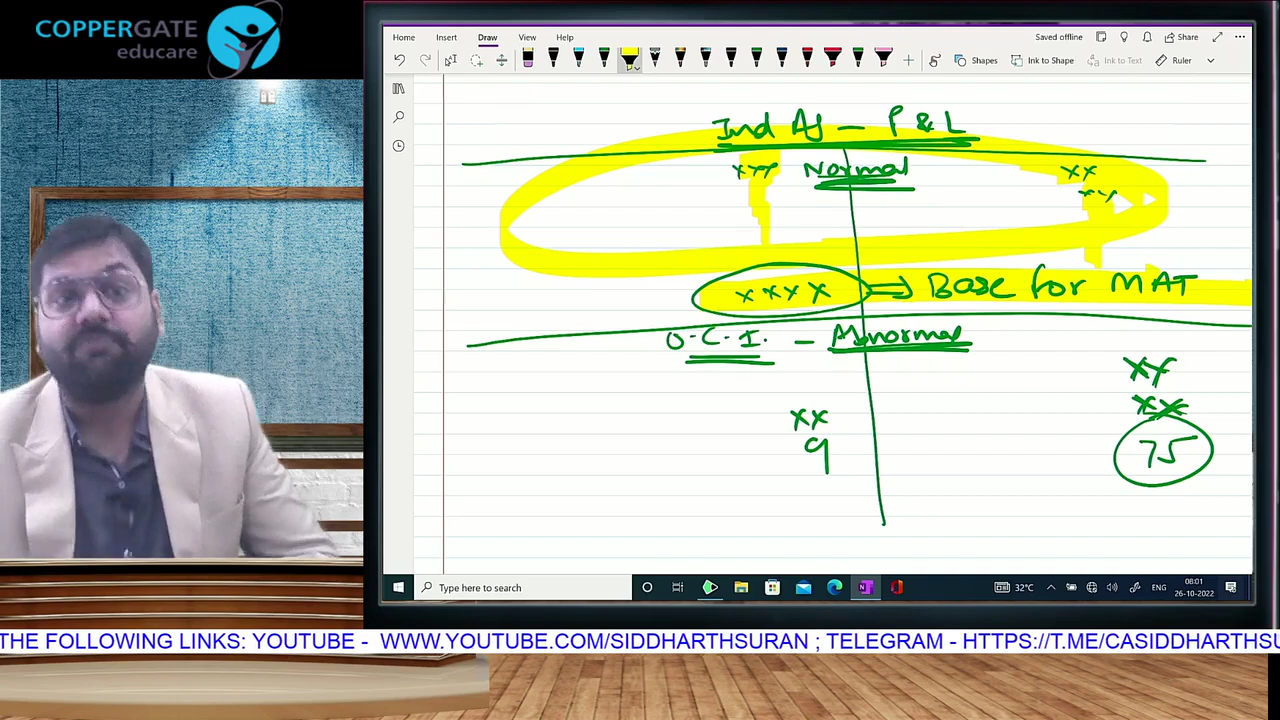 COPPERGATE
educare
Home Insert Draw View Help
Saved offline
Share
Shapes
Ink to Shape
Ink to Text
Ruler
Ind AS - P & L
xxx Normal xx
xx
xxxx ⇒ Base for MAT
O.C.I. - Abnormal
xx
xx
xx
9
75
Type here to search
32°C
ENG
08:01
26-10-2022
THE FOLLOWING LINKS: YOUTUBE - WWW.YOUTUBE.COM/SIDDHARTHSURAN ; TELEGRAM - HTTPS://T.ME/CASIDDHARTHSU